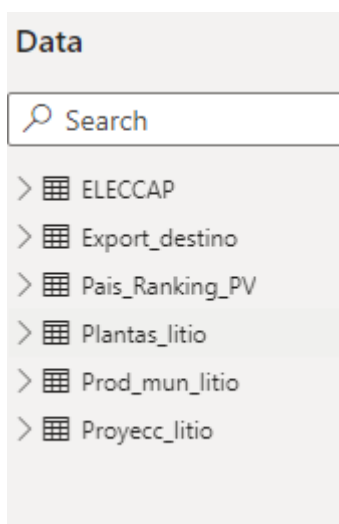 Data
Search
ELECCAP
Export_destino
Pais_Ranking_PV
Plantas_litio
Prod_mun_litio
Proyecc_litio